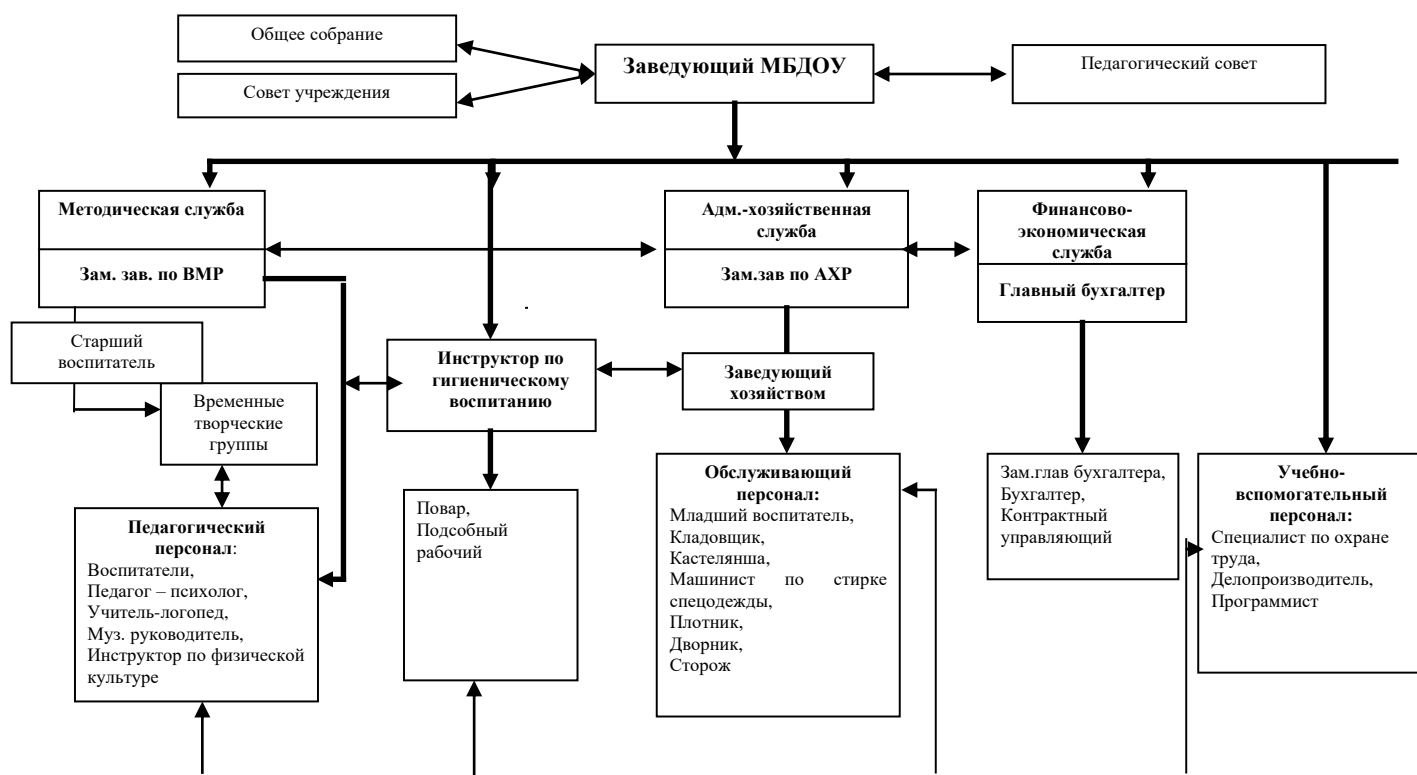 Общее собрание
Заведующий МБДОУ
Педагогический совет
Совет учреждения
Методическая служба
Зам. зав. по ВМР
Адм.-хозяйственная
служба
Зам.зав по АХР
Финансово-
экономическая
служба
Главный бухгалтер
Старший
воспитатель
Временные
творческие
группы
Инструктор по
гигиеническому
воспитанию
Заведующий
хозяйством
Педагогический
персонал:
Воспитатели,
Педагог – психолог,
Учитель-логопед,
Муз. руководитель,
Инструктор по физической
культуре
Повар,
Подсобный
рабочий
Обслуживающий
персонал:
Младший воспитатель,
Кладовщик,
Кастелянша,
Машинист по стирке
спецодежды,
Плотник,
Дворник,
Сторож
Зам.глав бухгалтера,
Бухгалтер,
Контрактный
управляющий
Учебно-
вспомогательный
персонал:
Специалист по охране
труда,
Делопроизводитель,
Программист